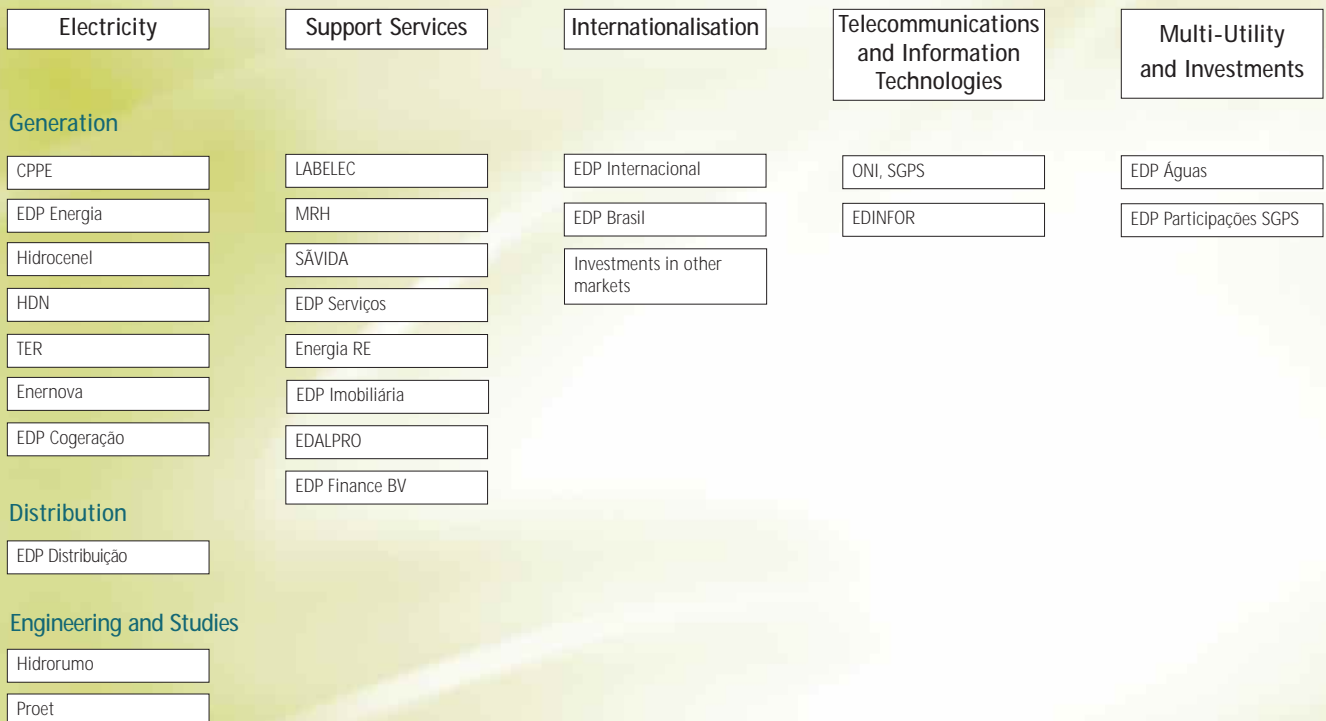 Electricity
Generation
CPPE
EDP Energia
Hidrocenel
HDN
TER
Enernova
EDP Cogeração
Distribution
EDP Distribuição
Engineering and Studies
Hidrorumo
Proet
Support Services
LABELEC
MRH
SÃVIDA
EDP Serviços
Energia RE
EDP Imobiliária
EDALPRO
EDP Finance BV
Internationalisation
EDP Internacional
EDP Brasil
Investments in other
markets
Telecommunications
and Information
Technologies
ONI, SGPS
EDINFOR
Multi-Utility
and Investments
EDP Águas
EDP Participações SGPS